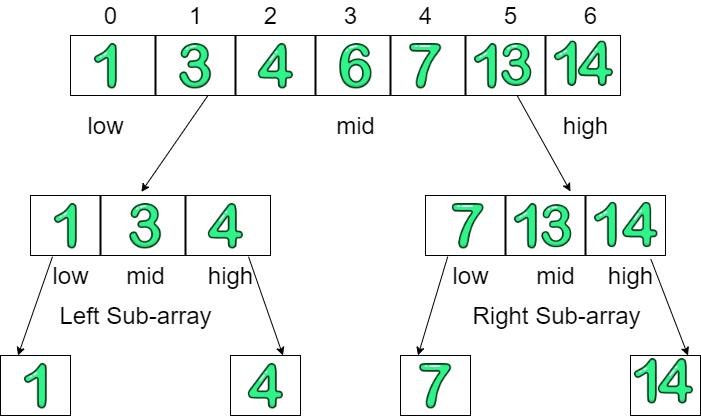 0 1 2 3 4 5 6
1 3 4 6 7 13 14
low mid high
1 3 4 7 13 14
low mid high low mid high
Left Sub-array Right Sub-array
1 4 7 14